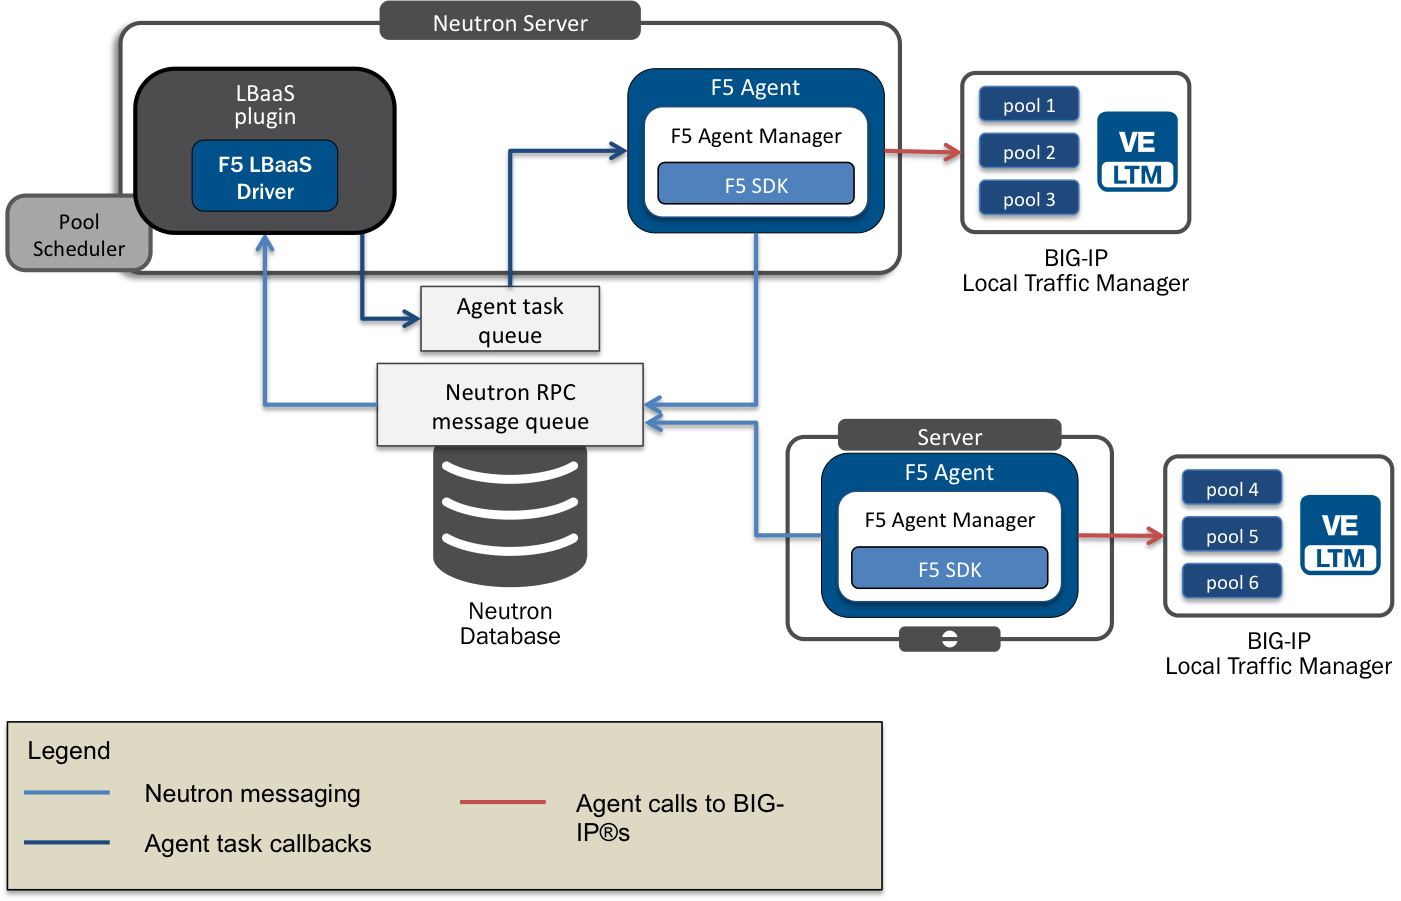 Neutron Server
LBaaS
plugin
F5 LBaaS
Driver
Pool
Scheduler
F5 Agent
F5 Agent Manager
F5 SDK
pool 1
pool 2
pool 3
VE
LTM
BIG-IP
Local Traffic Manager
Agent task
queue
Neutron RPC
message queue
Neutron
Database
Server
F5 Agent
F5 Agent Manager
F5 SDK
pool 4
pool 5
pool 6
VE
LTM
BIG-IP
Local Traffic Manager
Legend
Neutron messaging
Agent task callbacks
Agent calls to BIG-
IP®s